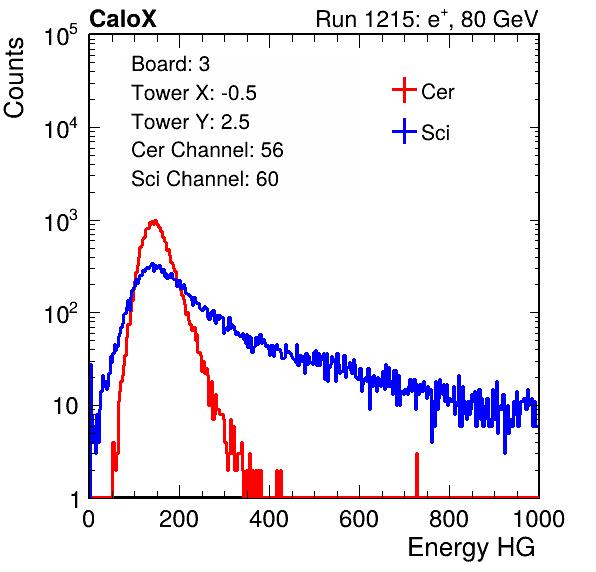 CaloX Run 1215: e⁺, 80 GeV
Board: 3
Tower X: -0.5
Tower Y: 2.5
Cer Channel: 56
Sci Channel: 60
Cer
Sci
Counts
10⁵
10⁴
10³
10²
10
1
0 200 400 600 800 1000
Energy HG